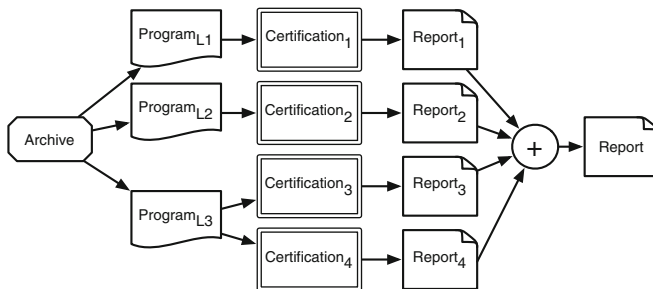 Program_L1 Certification_1 Report_1
Program_L2 Certification_2 Report_2
Archive + Report
Program_L3 Certification_3 Report_3
Certification_4 Report_4